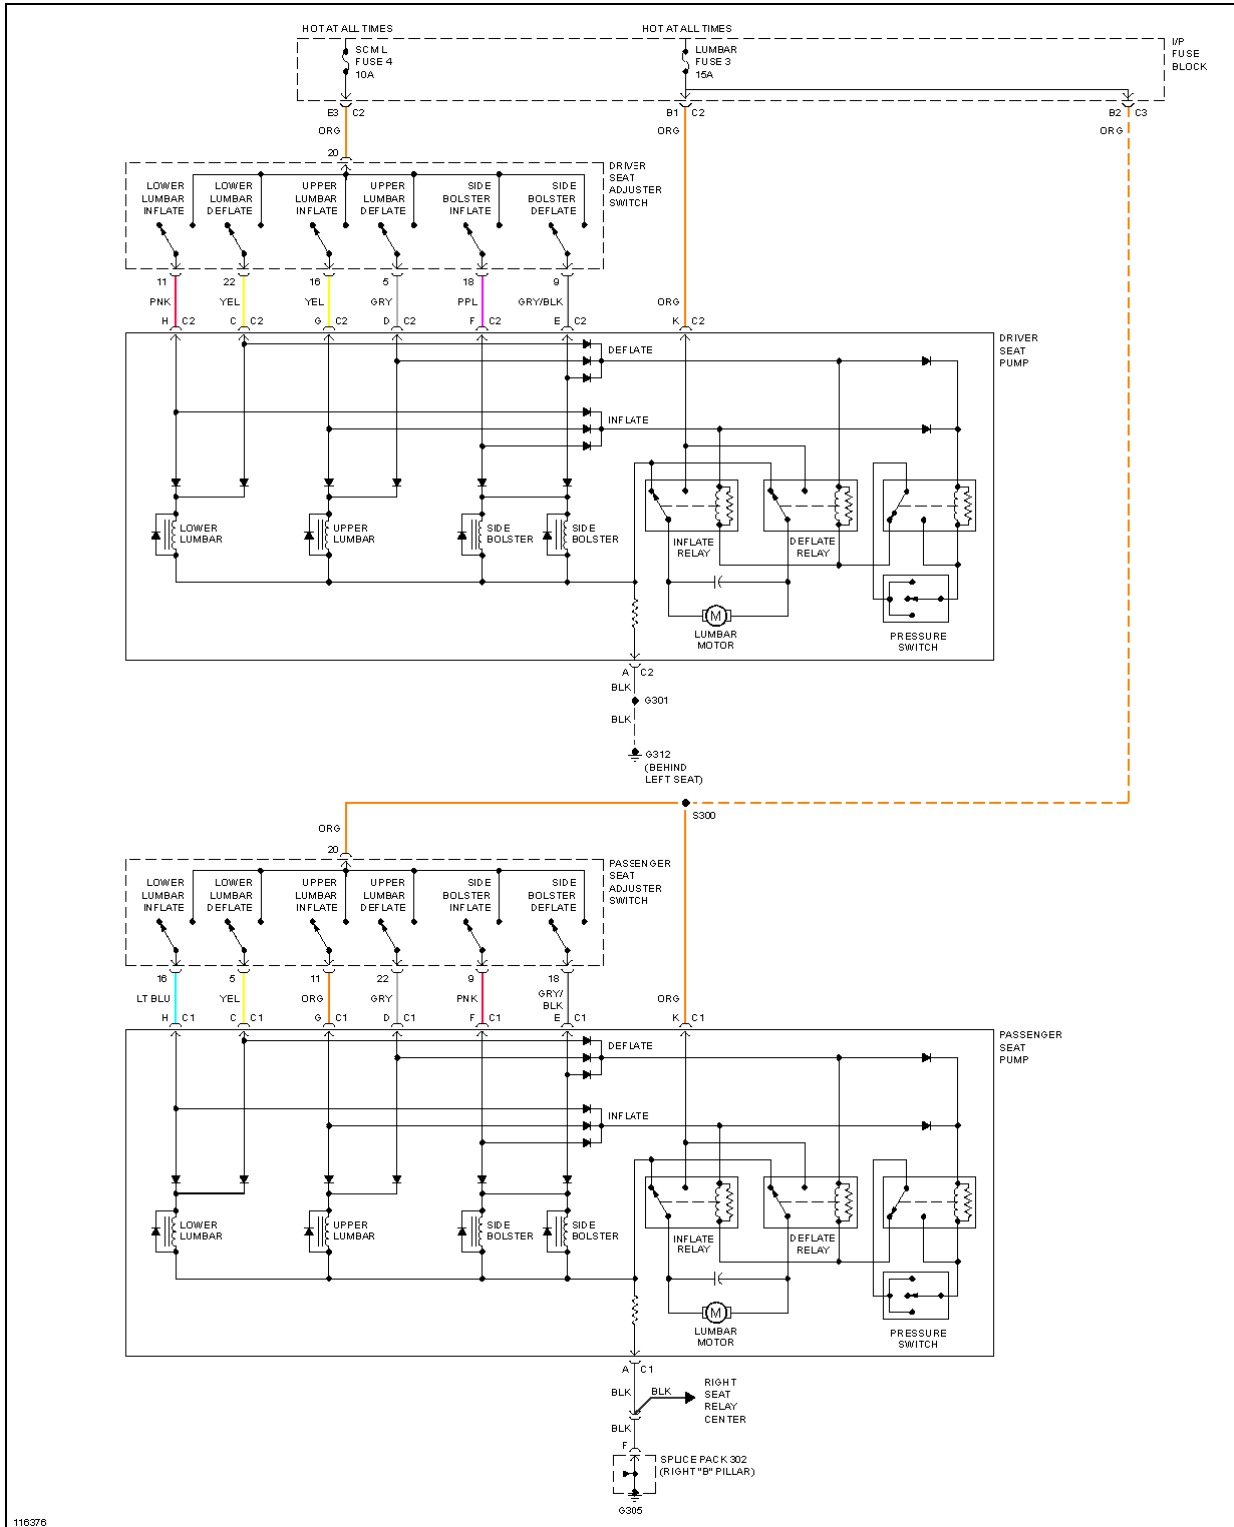 HOT AT ALL TIMES
HOT AT ALL TIMES
SCM L
FUSE 4
10A
LUMBAR
FUSE 3
15A
I/P
FUSE
BLOCK
E3 C2
B1 C2
B2 C3
ORG
ORG
ORG
20
DRIVER
SEAT
ADJUSTER
SWITCH
LOWER
LUMBAR
INFLATE
LOWER
LUMBAR
DEFLATE
UPPER
LUMBAR
INFLATE
UPPER
LUMBAR
DEFLATE
SIDE
BOLSTER
INFLATE
SIDE
BOLSTER
DEFLATE
11 22 16 5 18 9
PNK YEL YEL GRY PPL GRY/BLK ORG
H C2 C C2 G C2 D C2 F C2 E C2 K C2
DRIVER
SEAT
PUMP
DEFLATE
INFLATE
LOWER
LUMBAR
UPPER
LUMBAR
SIDE
BOLSTER
SIDE
BOLSTER
INFLATE
RELAY
DEFLATE
RELAY
M
LUMBAR
MOTOR
PRESSURE
SWITCH
A C2
BLK
G301
BLK
G312
(BEHIND
LEFT SEAT)
S300
ORG
20
PASSENGER
SEAT
ADJUSTER
SWITCH
LOWER
LUMBAR
INFLATE
LOWER
LUMBAR
DEFLATE
UPPER
LUMBAR
INFLATE
UPPER
LUMBAR
DEFLATE
SIDE
BOLSTER
INFLATE
SIDE
BOLSTER
DEFLATE
16 5 11 22 9 18
LT BLU YEL ORG GRY PNK GRY/
BLK
ORG
H C1 C C1 G C1 D C1 F C1 E C1 K C1
PASSENGER
SEAT
PUMP
DEFLATE
INFLATE
LOWER
LUMBAR
UPPER
LUMBAR
SIDE
BOLSTER
SIDE
BOLSTER
INFLATE
RELAY
DEFLATE
RELAY
M
LUMBAR
MOTOR
PRESSURE
SWITCH
A C1
BLK
BLK
RIGHT
SEAT
RELAY
CENTER
BLK
F
SPLICE PACK 302
(RIGHT "B" PILLAR)
G305
116376